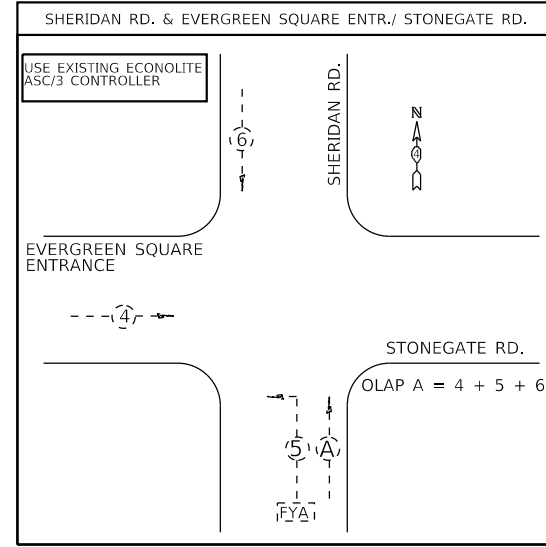 SHERIDAN RD. & EVERGREEN SQUARE ENTR./ STONEGATE RD.
USE EXISTING ECONOLITE
ASC/3 CONTROLLER
SHERIDAN RD.
N
4
6
EVERGREEN SQUARE
ENTRANCE
4
STONEGATE RD.
OLAP A = 4 + 5 + 6
5 A
FYA